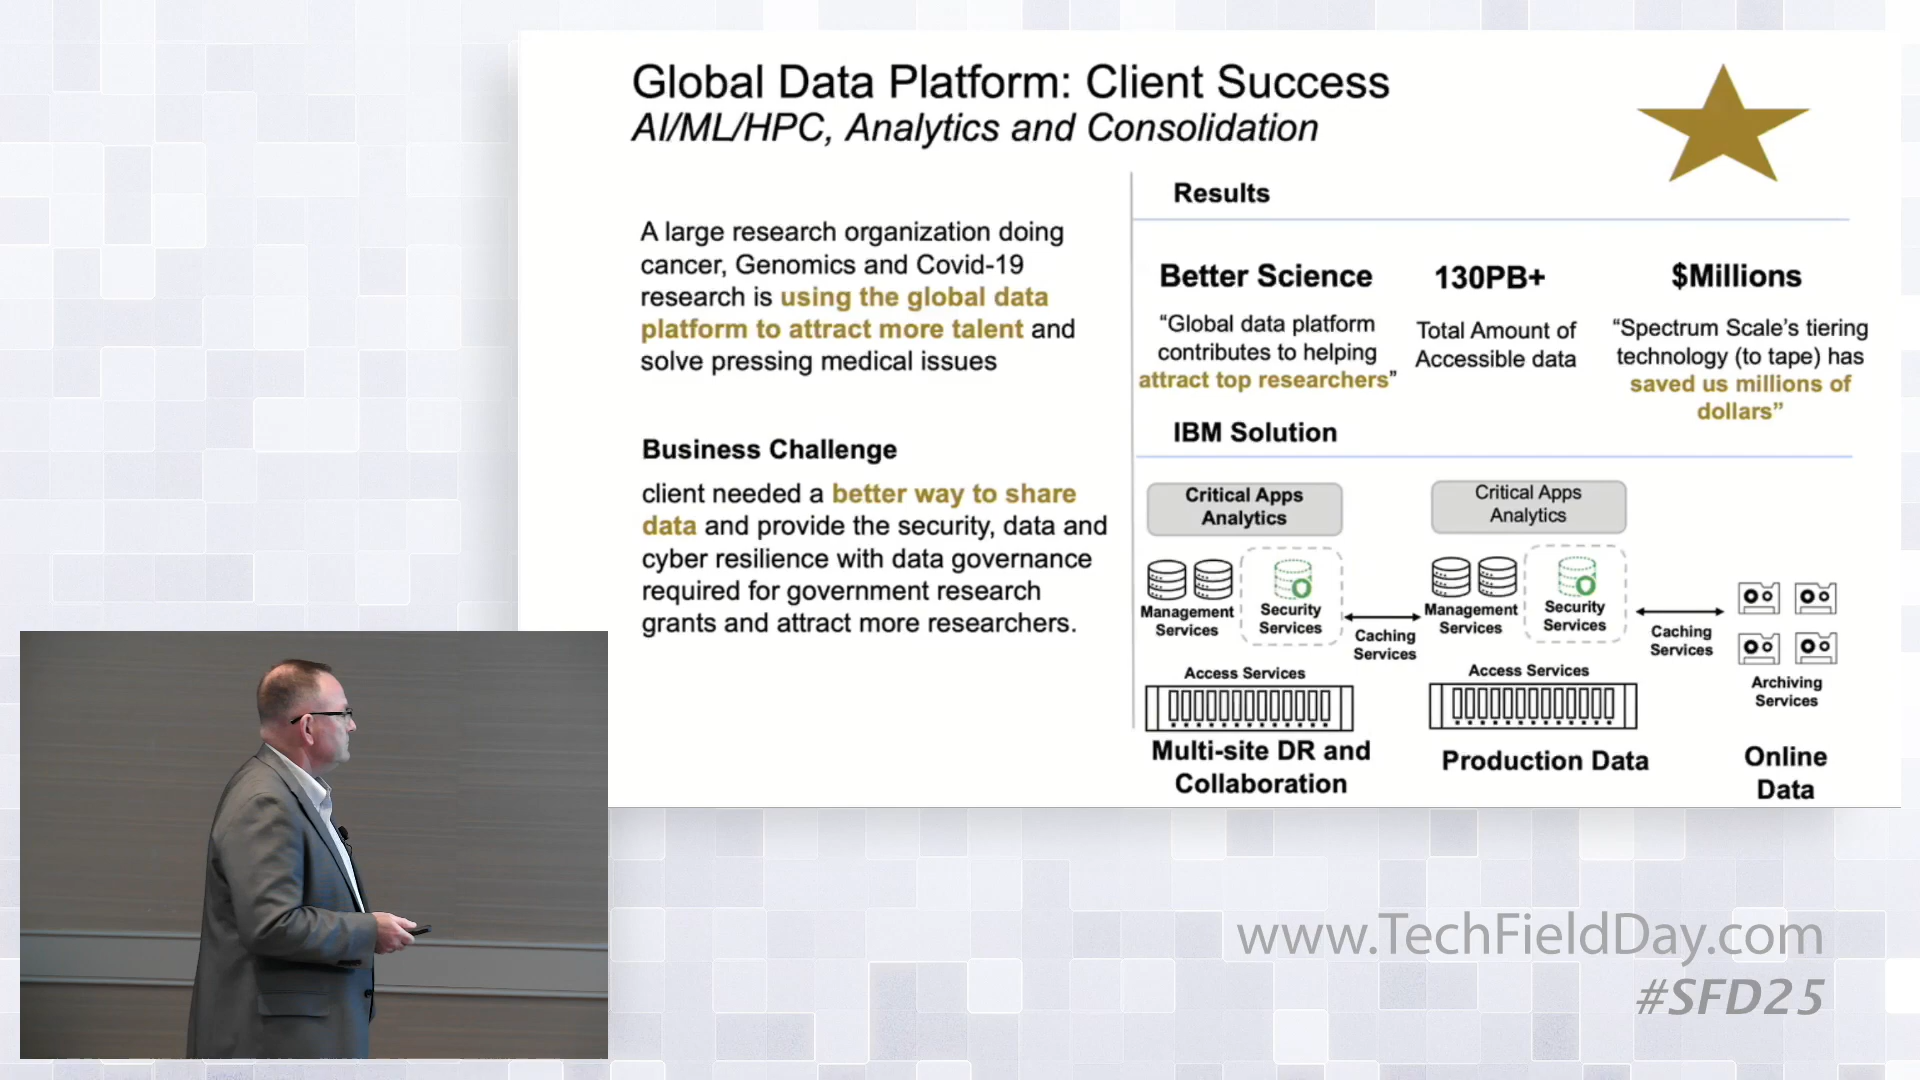 Global Data Platform: Client Success
AI/ML/HPC, Analytics and Consolidation
A large research organization doing
cancer, Genomics and Covid-19
research is using the global data
platform to attract more talent and
solve pressing medical issues
Business Challenge
client needed a better way to share
data and provide the security, data and
cyber resilience with data governance
required for government research
grants and attract more researchers.
Results
Better Science
“Global data platform
contributes to helping
attract top researchers”
130PB+
Total Amount of
Accessible data
$Millions
“Spectrum Scale’s tiering
technology (to tape) has
saved us millions of
dollars”
IBM Solution
Critical Apps
Analytics
Management
Services
Security
Services
Caching
Services
Access Services
Multi-site DR and
Collaboration
Critical Apps
Analytics
Management
Services
Security
Services
Caching
Services
Access Services
Production Data
Archiving
Services
Online
Data
www.TechFieldDay.com
#SFD25